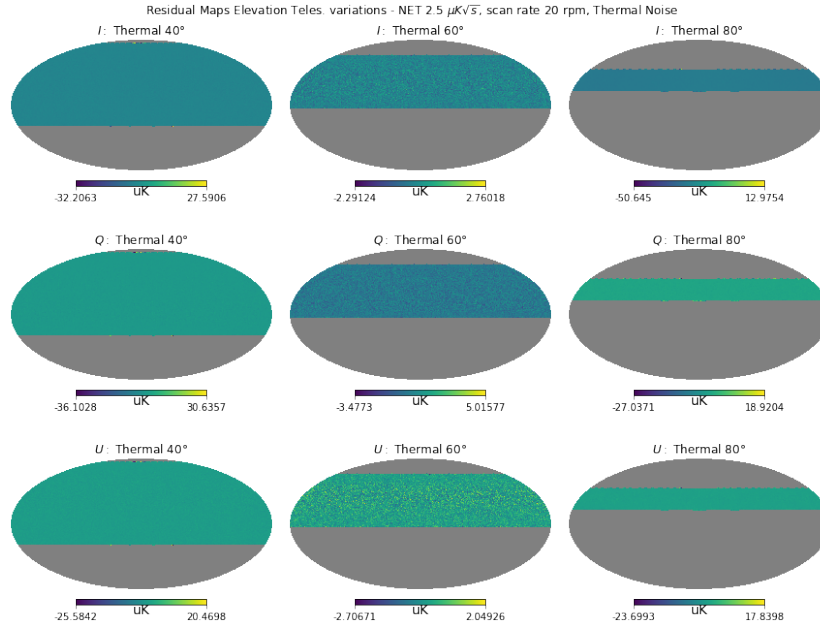 Residual Maps Elevation Teles. variations - NET 2.5 μK√s, scan rate 20 rpm, Thermal Noise
I: Thermal 40°
I: Thermal 60°
I: Thermal 80°
uK
-32.2063 27.5906
uK
-2.29124 2.76018
uK
-50.645 12.9754
Q: Thermal 40°
Q: Thermal 60°
Q: Thermal 80°
uK
-36.1028 30.6357
uK
-3.4773 5.01577
uK
-27.0371 18.9204
U: Thermal 40°
U: Thermal 60°
U: Thermal 80°
uK
-25.5842 20.4698
uK
-2.70671 2.04926
uK
-23.6993 17.8398